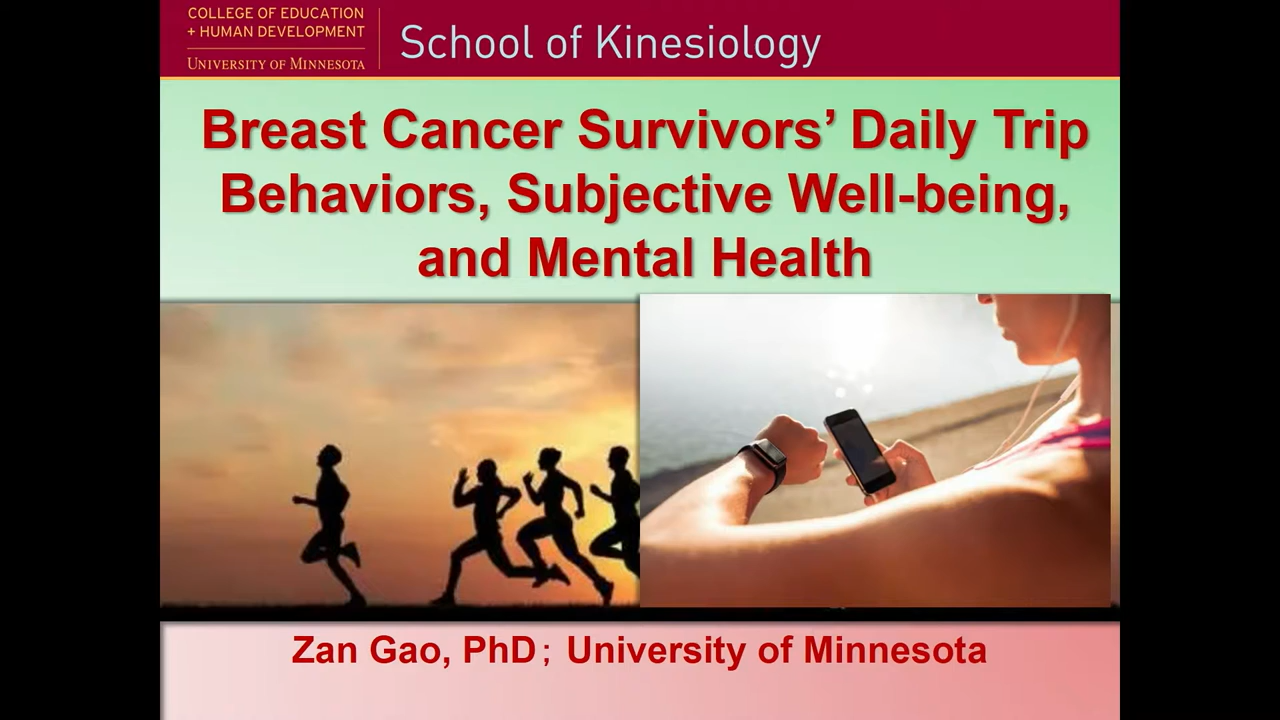 COLLEGE OF EDUCATION
+ HUMAN DEVELOPMENT
UNIVERSITY OF MINNESOTA
School of Kinesiology
Breast Cancer Survivors’ Daily Trip
Behaviors, Subjective Well-being,
and Mental Health
Zan Gao, PhD; University of Minnesota